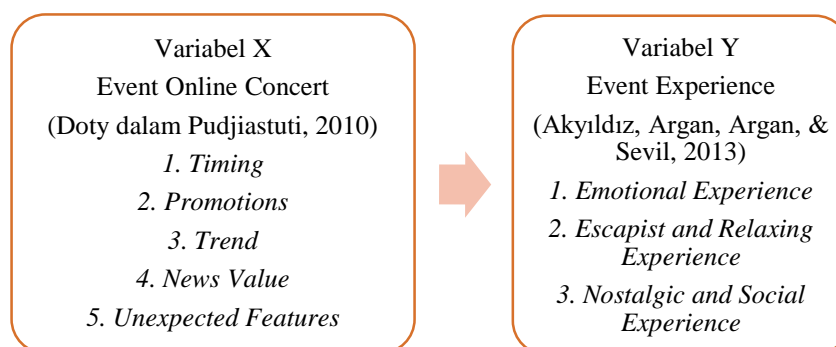 Variabel X
Event Online Concert
(Doty dalam Pudjiastuti, 2010)
1. Timing
2. Promotions
3. Trend
4. News Value
5. Unexpected Features
Variabel Y
Event Experience
(Akyıldız, Argan, Argan, &
Sevil, 2013)
1. Emotional Experience
2. Escapist and Relaxing
Experience
3. Nostalgic and Social
Experience